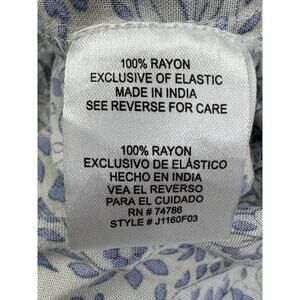 100% RAYON
EXCLUSIVE OF ELASTIC
MADE IN INDIA
SEE REVERSE FOR CARE
100% RAYON
EXCLUSIVO DE ELÁSTICO
HECHO EN INDIA
VEA EL REVERSO
PARA EL CUIDADO
RN # 74786
STYLE # J1160F03